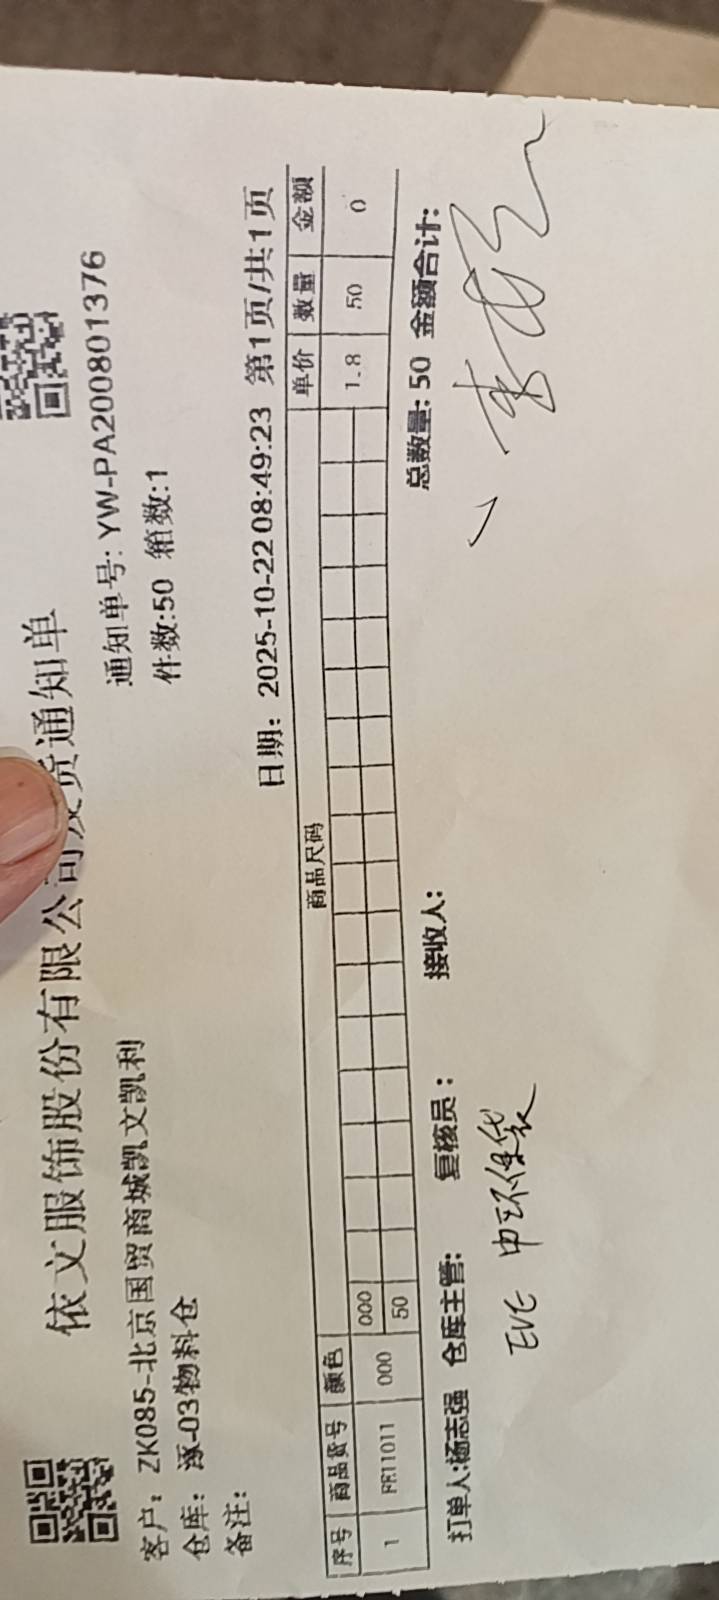 依文服饰股份有限公司发货通知单
客户: ZK085-北京国贸商城凯文凯利
通知单号: YW-PA200801376
仓库: 涿-03物料仓
件数:50 箱数:1
备注:
日期: 2025-10-22 08:49:23 第1页/共1页
序号 商品货号 颜色 商品尺码 单价 数量 金额
000
1 FE11011 000 50 1.8 50 0
总数量: 50 金额合计:
打单人:杨志强 仓库主管: 复核员: 接收人:
EVE 中环保袋